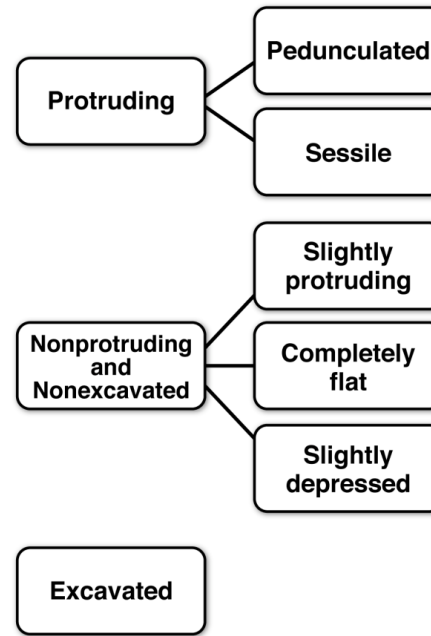 Protruding
Pedunculated
Sessile
Nonprotruding
and
Nonexcavated
Slightly
protruding
Completely
flat
Slightly
depressed
Excavated